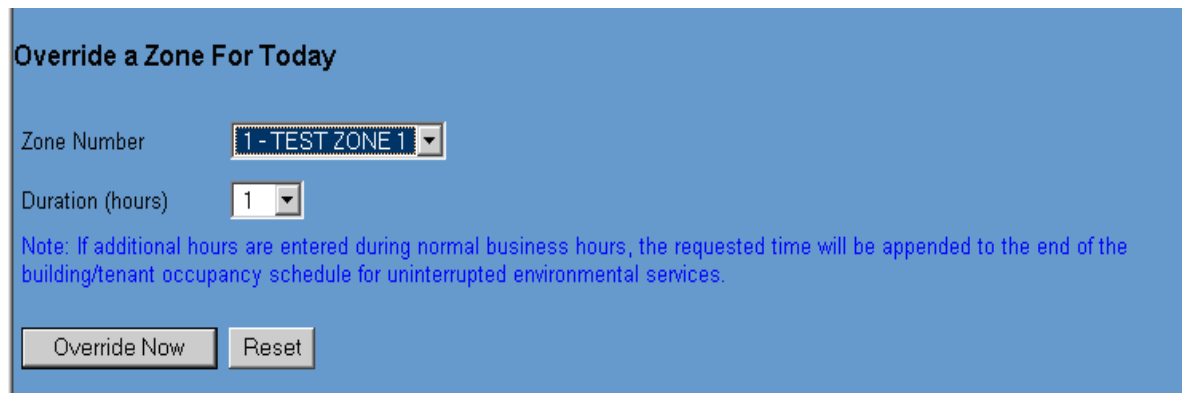 Override a Zone For Today
Zone Number 1 - TEST ZONE 1
Duration (hours) 1
Note: If additional hours are entered during normal business hours, the requested time will be appended to the end of the
building/tenant occupancy schedule for uninterrupted environmental services.
Override Now Reset